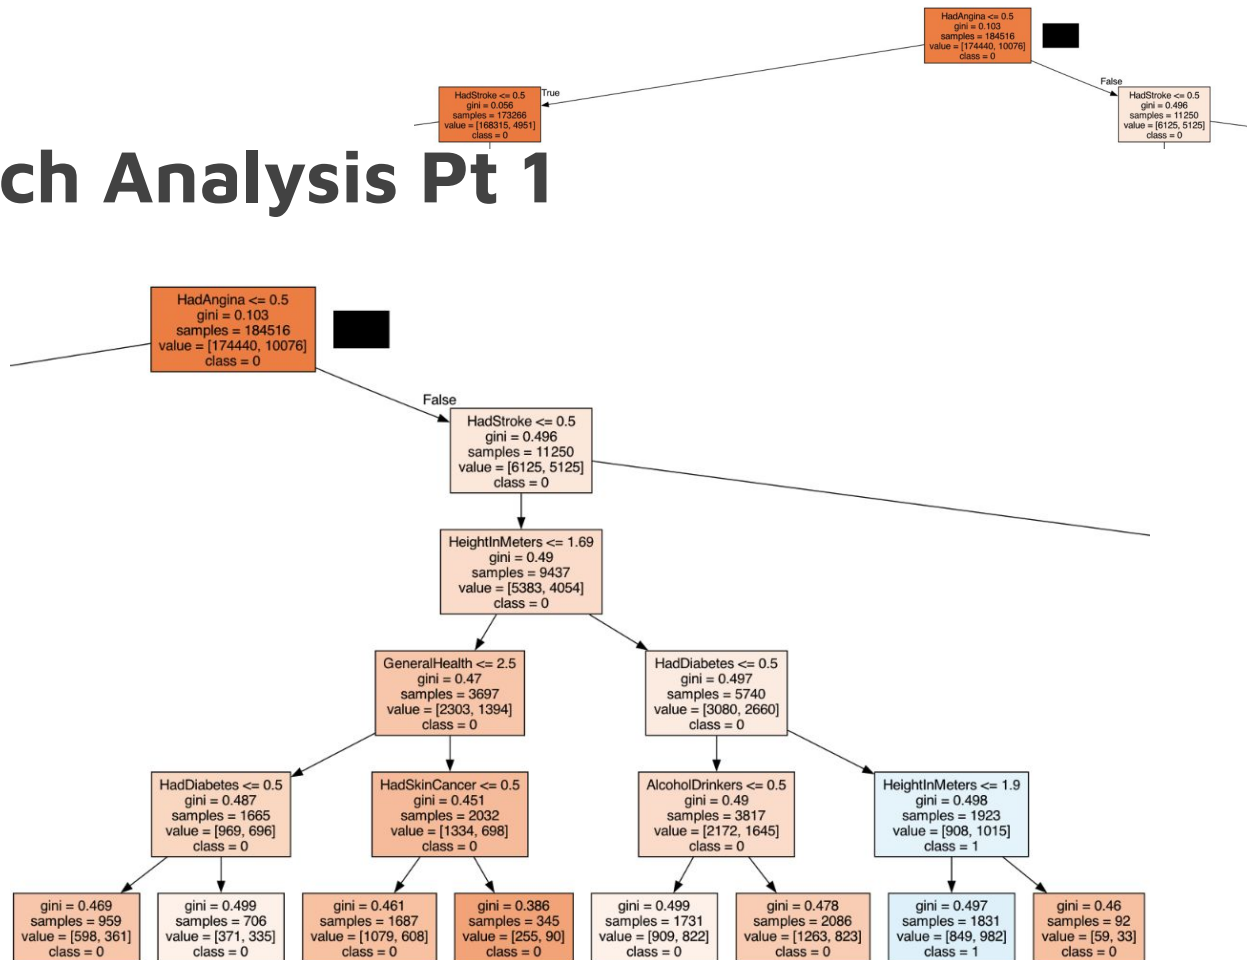 HadAngina <= 0.5
gini = 0.103
samples = 184516
value = [174440, 10076]
class = 0
True
False
HadStroke <= 0.5
gini = 0.056
samples = 173266
value = [168315, 4951]
class = 0
HadStroke <= 0.5
gini = 0.496
samples = 11250
value = [6125, 5125]
class = 0
ch Analysis Pt 1
HadAngina <= 0.5
gini = 0.103
samples = 184516
value = [174440, 10076]
class = 0
False
HadStroke <= 0.5
gini = 0.496
samples = 11250
value = [6125, 5125]
class = 0
HeightInMeters <= 1.69
gini = 0.49
samples = 9437
value = [5383, 4054]
class = 0
GeneralHealth <= 2.5
gini = 0.47
samples = 3697
value = [2303, 1394]
class = 0
HadDiabetes <= 0.5
gini = 0.497
samples = 5740
value = [3080, 2660]
class = 0
HadDiabetes <= 0.5
gini = 0.487
samples = 1665
value = [969, 696]
class = 0
HadSkinCancer <= 0.5
gini = 0.451
samples = 2032
value = [1334, 698]
class = 0
AlcoholDrinkers <= 0.5
gini = 0.49
samples = 3817
value = [2172, 1645]
class = 0
HeightInMeters <= 1.9
gini = 0.498
samples = 1923
value = [908, 1015]
class = 1
gini = 0.469
samples = 959
value = [598, 361]
class = 0
gini = 0.499
samples = 706
value = [371, 335]
class = 0
gini = 0.461
samples = 1687
value = [1079, 608]
class = 0
gini = 0.386
samples = 345
value = [255, 90]
class = 0
gini = 0.499
samples = 1731
value = [909, 822]
class = 0
gini = 0.478
samples = 2086
value = [1263, 823]
class = 0
gini = 0.497
samples = 1831
value = [849, 982]
class = 1
gini = 0.46
samples = 92
value = [59, 33]
class = 0